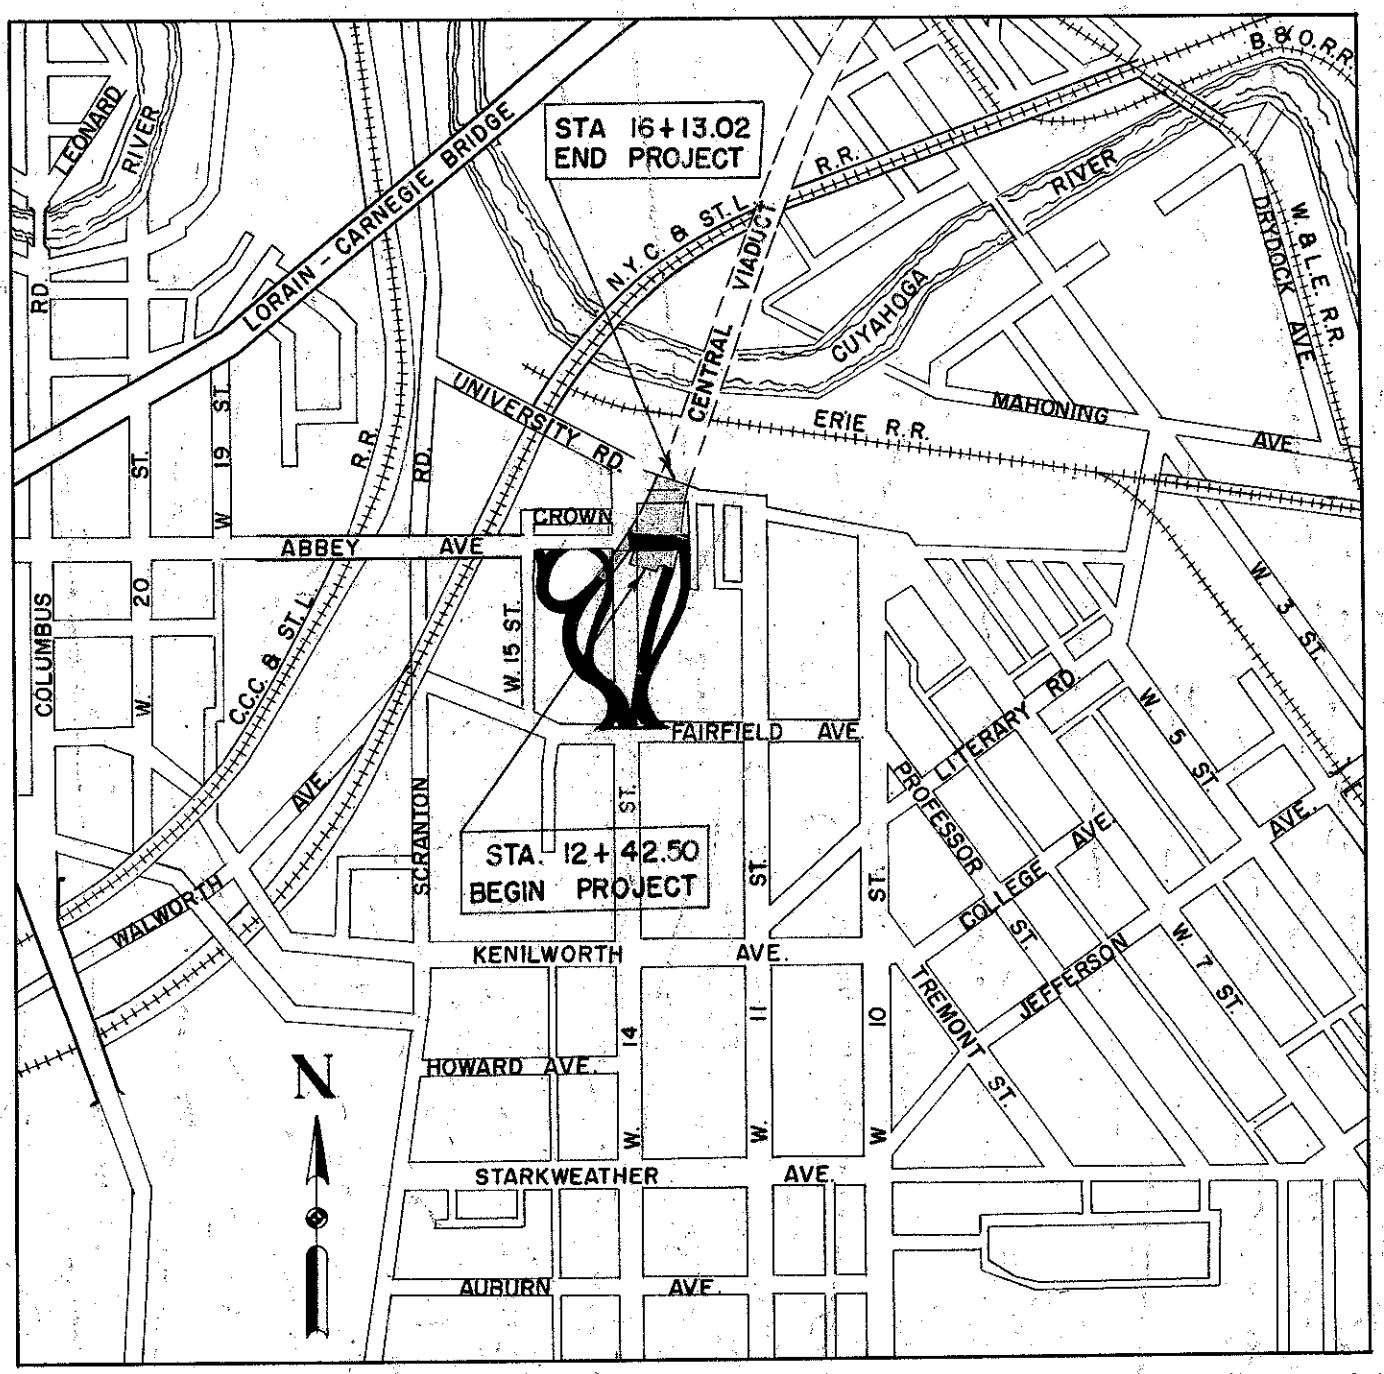 B. & O. R.R.
LEONARD
RIVER
LORAIN - CARNEGIE BRIDGE
STA 16+13.02
END PROJECT
R.R.
RIVER
N.Y.C. & ST. L.
CENTRAL VIADUCT
CUYAHOGA
DRYDOCK AVE.
W. & L.E. R.R.
RD.
UNIVERSITY RD.
MAHONING AVE.
ERIE R.R.
W 19 ST.
W. 20 ST.
R.R.
RD.
CROWN
ABBEY AVE
COLUMBUS
C.C.C. & ST. L.
W. 15 ST.
W 3 ST.
LITERARY RD.
W 5 ST.
FAIRFIELD AVE.
PROFESSOR ST.
WALWORTH AVE.
SCRANTON
COLLEGE AVE.
JEFFERSON AVE.
STA. 12+42.50
BEGIN PROJECT
W 7 ST.
KENILWORTH AVE.
TREMONT ST.
W. 14 ST.
W. 11 ST.
W 10 ST.
HOWARD AVE.
N
STARKWEATHER AVE.
AUBURN AVE.